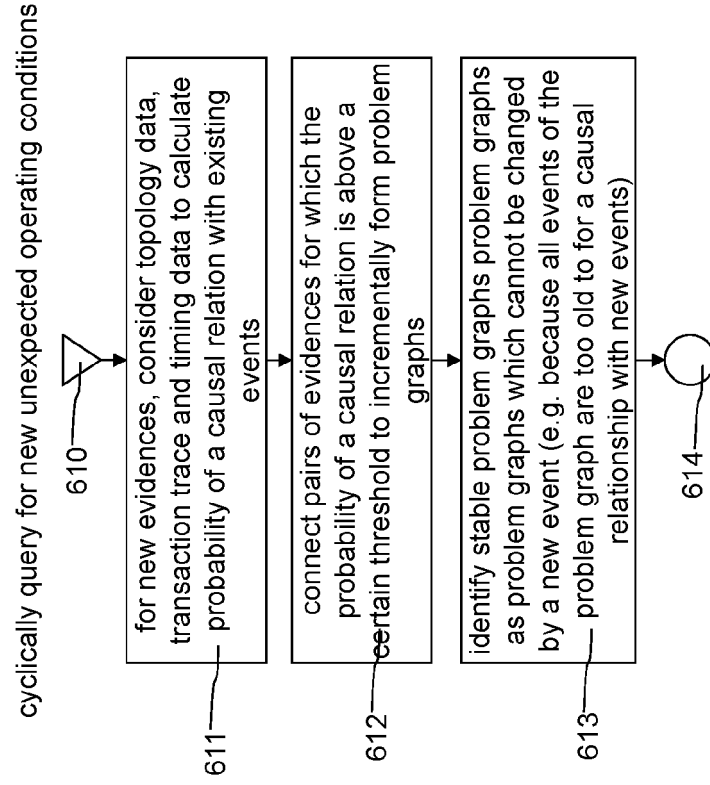 cyclically query for new unexpected operating conditions
610
for new evidences, consider topology data,
transaction trace and timing data to calculate
probability of a causal relation with existing
events
611
connect pairs of evidences for which the
probability of a causal relation is above a
certain threshold to incrementally form problem
graphs
612
identify stable problem graphs problem graphs
as problem graphs which cannot be changed
by a new event (e.g. because all events of the
problem graph are too old to for a causal
relationship with new events)
613
614